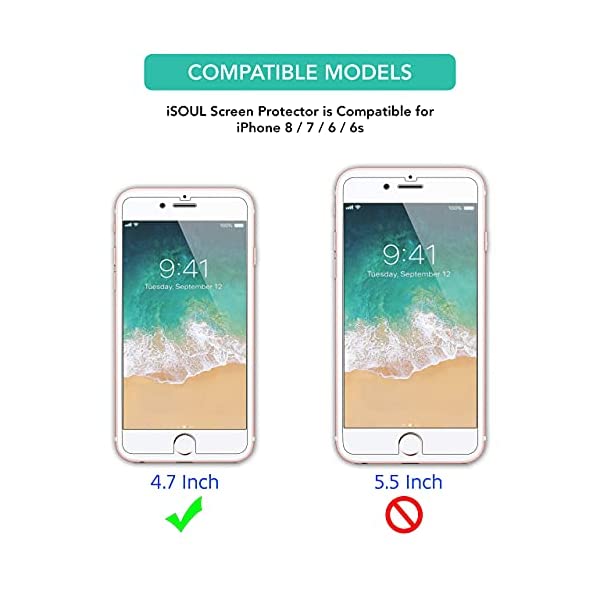 COMPATIBLE MODELS
iSOUL Screen Protector is Compatible for
iPhone 8 / 7 / 6 / 6s
100%
9:41
Tuesday, September 12
100%
9:41
Tuesday, September 12
4.7 Inch
5.5 Inch